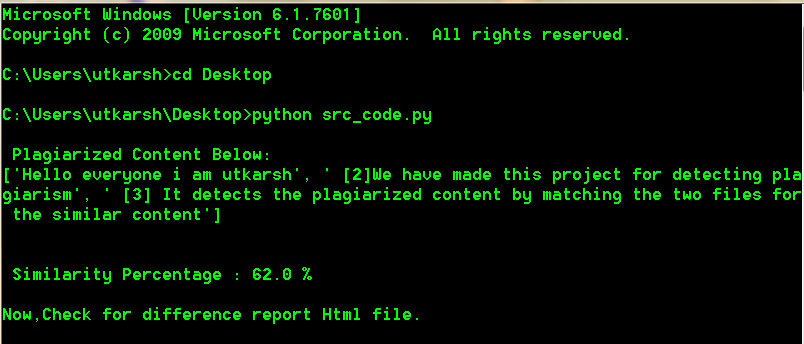 Microsoft Windows [Version 6.1.7601]
Copyright (c) 2009 Microsoft Corporation.  All rights reserved.
C:\Users\utkarsh>cd Desktop
C:\Users\utkarsh\Desktop>python src_code.py
Plagiarized Content Below:
['Hello everyone i am utkarsh', ' [2]We have made this project for detecting pla
giarism', ' [3] It detects the plagiarized content by matching the two files for
the similar content']
Similarity Percentage : 62.0 %
Now,Check for difference report Html file.